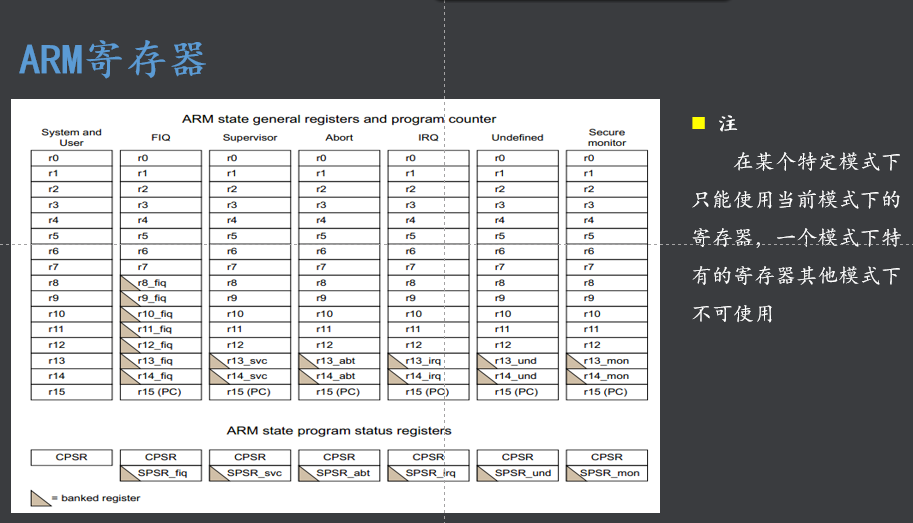 ARM寄存器
ARM state general registers and program counter
System and User FIQ Supervisor Abort IRQ Undefined Secure monitor
r0 r0 r0 r0 r0 r0 r0
r1 r1 r1 r1 r1 r1 r1
r2 r2 r2 r2 r2 r2 r2
r3 r3 r3 r3 r3 r3 r3
r4 r4 r4 r4 r4 r4 r4
r5 r5 r5 r5 r5 r5 r5
r6 r6 r6 r6 r6 r6 r6
r7 r7 r7 r7 r7 r7 r7
r8 r8_fiq r8 r8 r8 r8 r8
r9 r9_fiq r9 r9 r9 r9 r9
r10 r10_fiq r10 r10 r10 r10 r10
r11 r11_fiq r11 r11 r11 r11 r11
r12 r12_fiq r12 r12 r12 r12 r12
r13 r13_fiq r13_svc r13_abt r13_irq r13_und r13_mon
r14 r14_fiq r14_svc r14_abt r14_irq r14_und r14_mon
r15 r15 (PC) r15 (PC) r15 (PC) r15 (PC) r15 (PC) r15 (PC)
ARM state program status registers
CPSR CPSR CPSR CPSR CPSR CPSR CPSR
SPSR_fiq SPSR_svc SPSR_abt SPSR_irq SPSR_und SPSR_mon
= banked register
注
在某个特定模式下
只能使用当前模式下的
寄存器，一个模式下特
有的寄存器其他模式下
不可使用